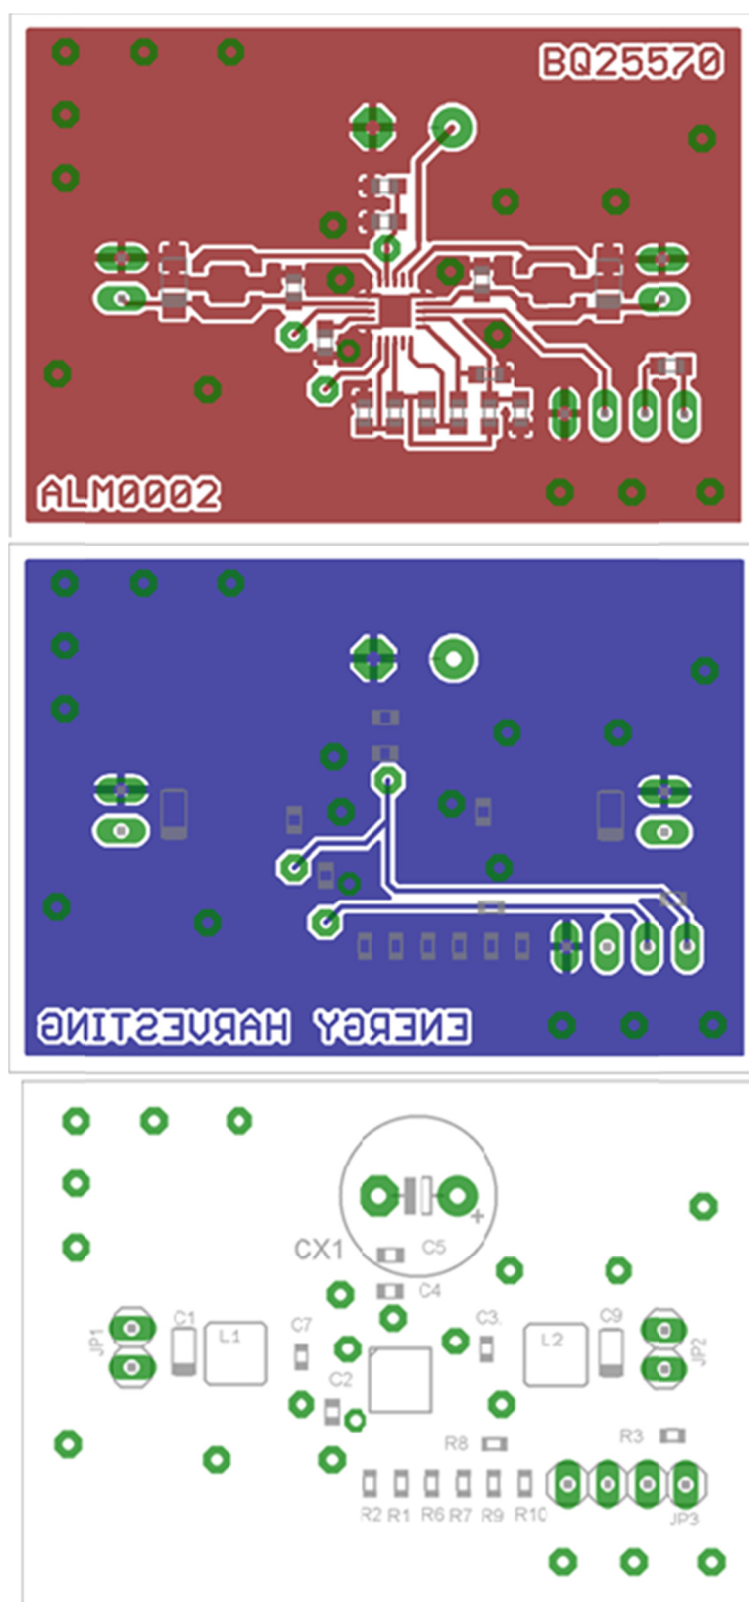 BQ25570
ALM0002
ENERGY HARVESTING
+
CX1
C5
C4
C1
L1
C7
C3.
L2
C9
JP1
JP2
C2
R8
R3
R2 R1 R6 R7 R9 R10
JP3